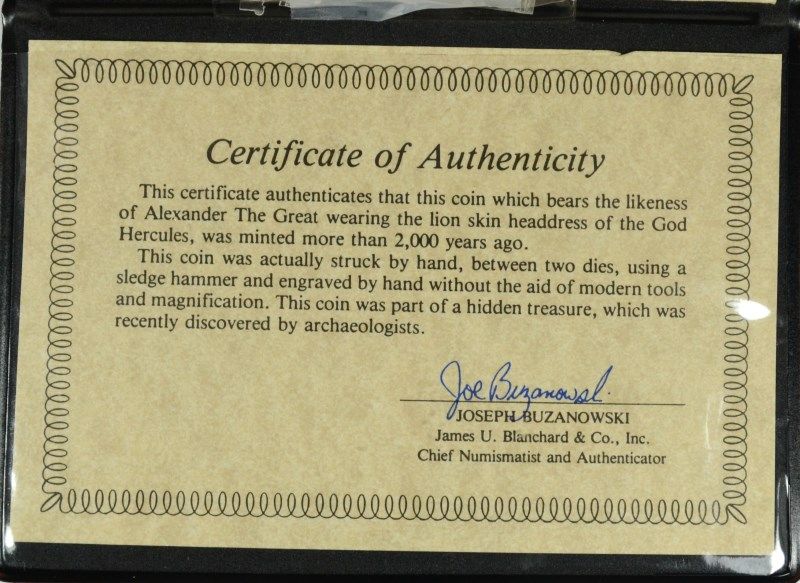 Certificate of Authenticity
This certificate authenticates that this coin which bears the likeness
of Alexander The Great wearing the lion skin headdress of the God
Hercules, was minted more than 2,000 years ago.
This coin was actually struck by hand, between two dies, using a
sledge hammer and engraved by hand without the aid of modern tools
and magnification. This coin was part of a hidden treasure, which was
recently discovered by archaeologists.
Joe Buzanowski
JOSEPH BUZANOWSKI
James U. Blanchard & Co., Inc.
Chief Numismatist and Authenticator